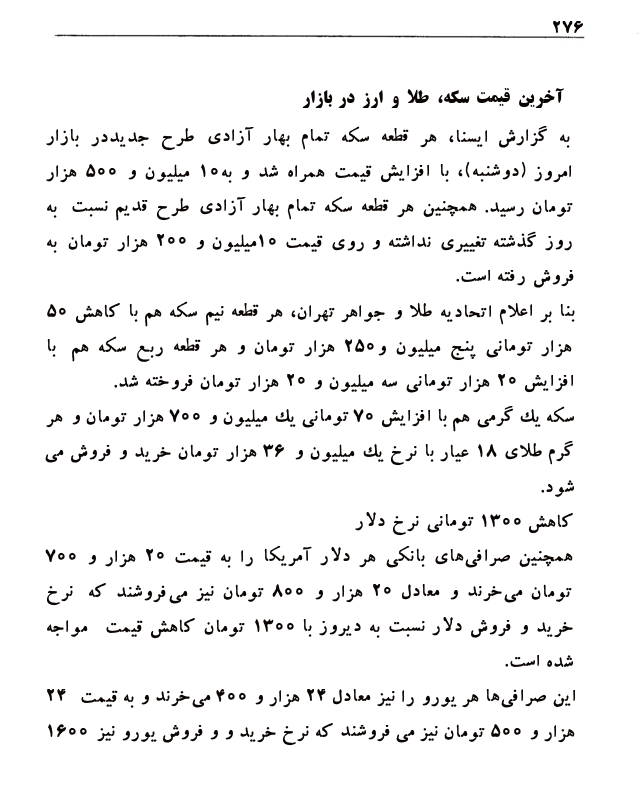 ۲۷۶
آخرین قیمت سکه، طلا و ارز در بازار
به گزارش ایسنا، هر قطعه سکه تمام بهار آزادی طرح جدیددر بازار
امروز (دوشنبه)، با افزایش قیمت همراه شد و به۱۰ میلیون و ۵۰۰ هزار
تومان رسید. همچنین هر قطعه سکه تمام بهار آزادی طرح قدیم نسبت به
روز گذشته تغییری نداشته و روی قیمت ۱۰میلیون و ۲۰۰ هزار تومان به
فروش رفته است.
بنا بر اعلام اتحادیه طلا و جواهر تهران، هر قطعه نیم سکه هم با کاهش ۵۰
هزار تومانی پنج میلیون و۲۵۰ هزار تومان و هر قطعه ربع سکه هم با
افزایش ۲۰ هزار تومانی سه میلیون و ۲۰ هزار تومان فروخته شد.
سکه یك گرمی هم با افزایش ۷۰ تومانی یك میلیون و ۷۰۰ هزار تومان و هر
گرم طلای ۱۸ عیار با نرخ یك میلیون و ۳۶ هزار تومان خرید و فروش می
شود.
کاهش ۱۳۰۰ تومانی نرخ دلار
همچنین صرافی‌های بانکی هر دلار آمریکا را به قیمت ۲۰ هزار و ۷۰۰
تومان می‌خرند و معادل ۲۰ هزار و ۸۰۰ تومان نیز می‌فروشند که نرخ
خرید و فروش دلار نسبت به دیروز با ۱۳۰۰ تومان کاهش قیمت مواجه
شده است.
این صرافی‌ها هر یورو را نیز معادل ۲۴ هزار و ۴۰۰ می‌خرند و به قیمت ۲۴
هزار و ۵۰۰ تومان نیز می فروشند که نرخ خرید و و فروش یورو نیز ۱۶۰۰